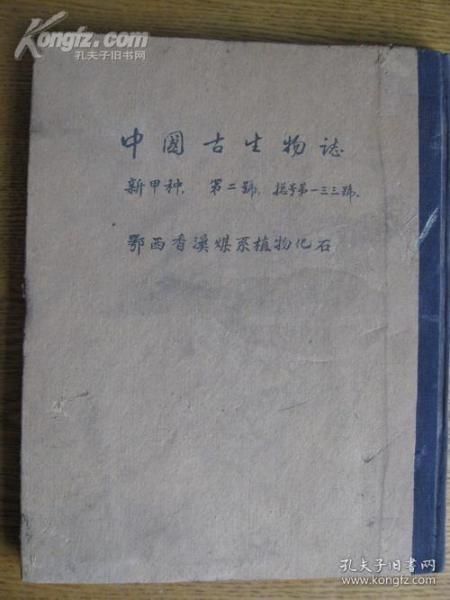 Kongfz.com
孔夫子旧书网
中國古生物誌
新甲种,第二號,总号第一三三號、
鄂西香溪煤系植物化石
孔夫子旧书网
www.kongfz.com